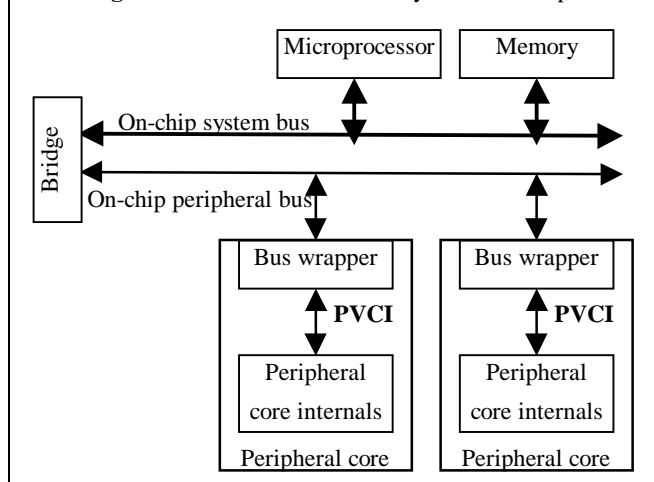 Microprocessor
Memory
Bridge
On-chip system bus
On-chip peripheral bus
Bus wrapper
Bus wrapper
PVCI
PVCI
Peripheral
core internals
Peripheral
core internals
Peripheral core
Peripheral core